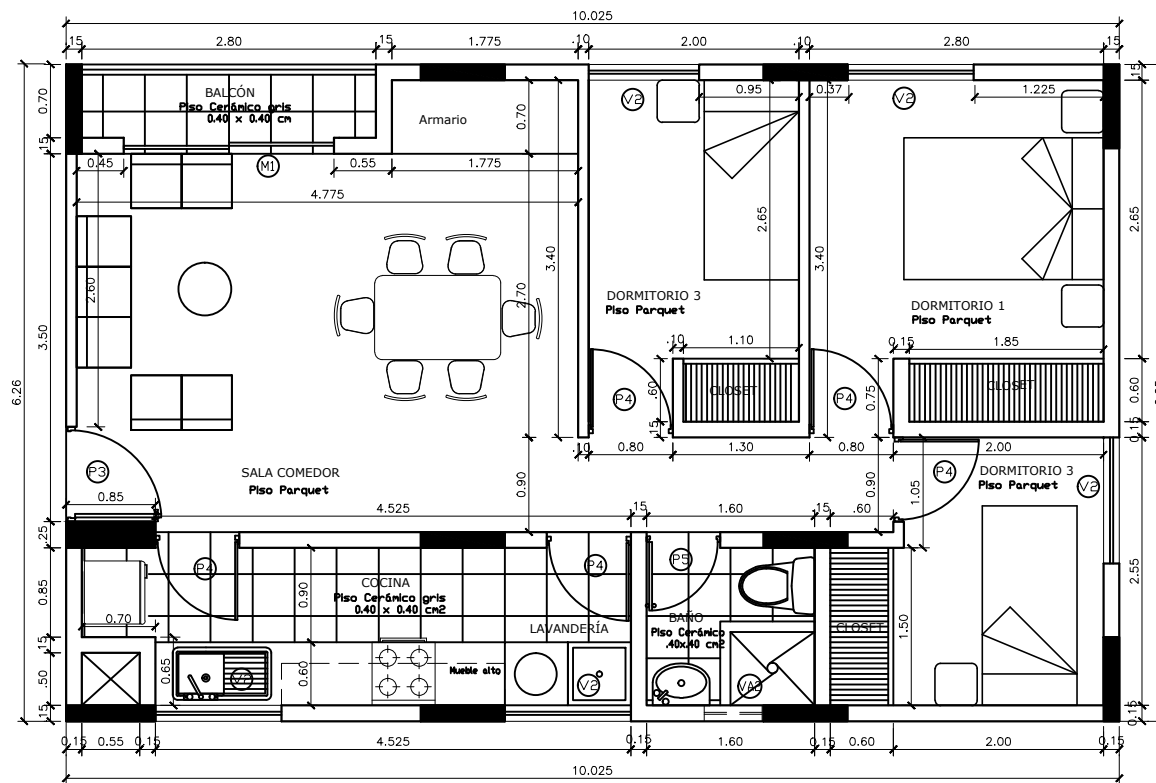 10.025
.15
2.80
.15
1.775
.10
2.00
.10
2.80
.15
0.70
BALCÓN
Piso Cerámico gris
0.40 x 0.40 cm
Armario
0.70
V2
0.95
0.37
V2
1.225
.15
.15
0.45
M1
0.55
1.775
4.775
2.60
3.50
6.26
3.40
2.70
2.65
3.40
2.65
DORMITORIO 3
Piso Parquet
DORMITORIO 1
Piso Parquet
.10
1.10
0.15
1.85
.60
CLOSET
0.75
CLOSET
0.60
P4
P4
.15
0.15
.10
0.80
1.30
0.80
2.00
P3
SALA COMEDOR
Piso Parquet
0.90
0.90
1.05
P4
DORMITORIO 3
Piso Parquet
V2
0.85
4.525
.15
1.60
.15
.60
.25
P4
P4
P5
0.85
COCINA
Piso Cerámico gris
0.40 x 0.40 cm2
0.90
2.55
0.70
LAVANDERÍA
BAÑO
Piso Cerámico
.40x.40 cm2
CLOSET
1.50
.15
0.65
.50
Mueble alto
0.60
V2
VA2
.15
0.15
0.15
0.55
0.15
4.525
0.15
1.60
0.15
0.60
2.00
.15
10.025